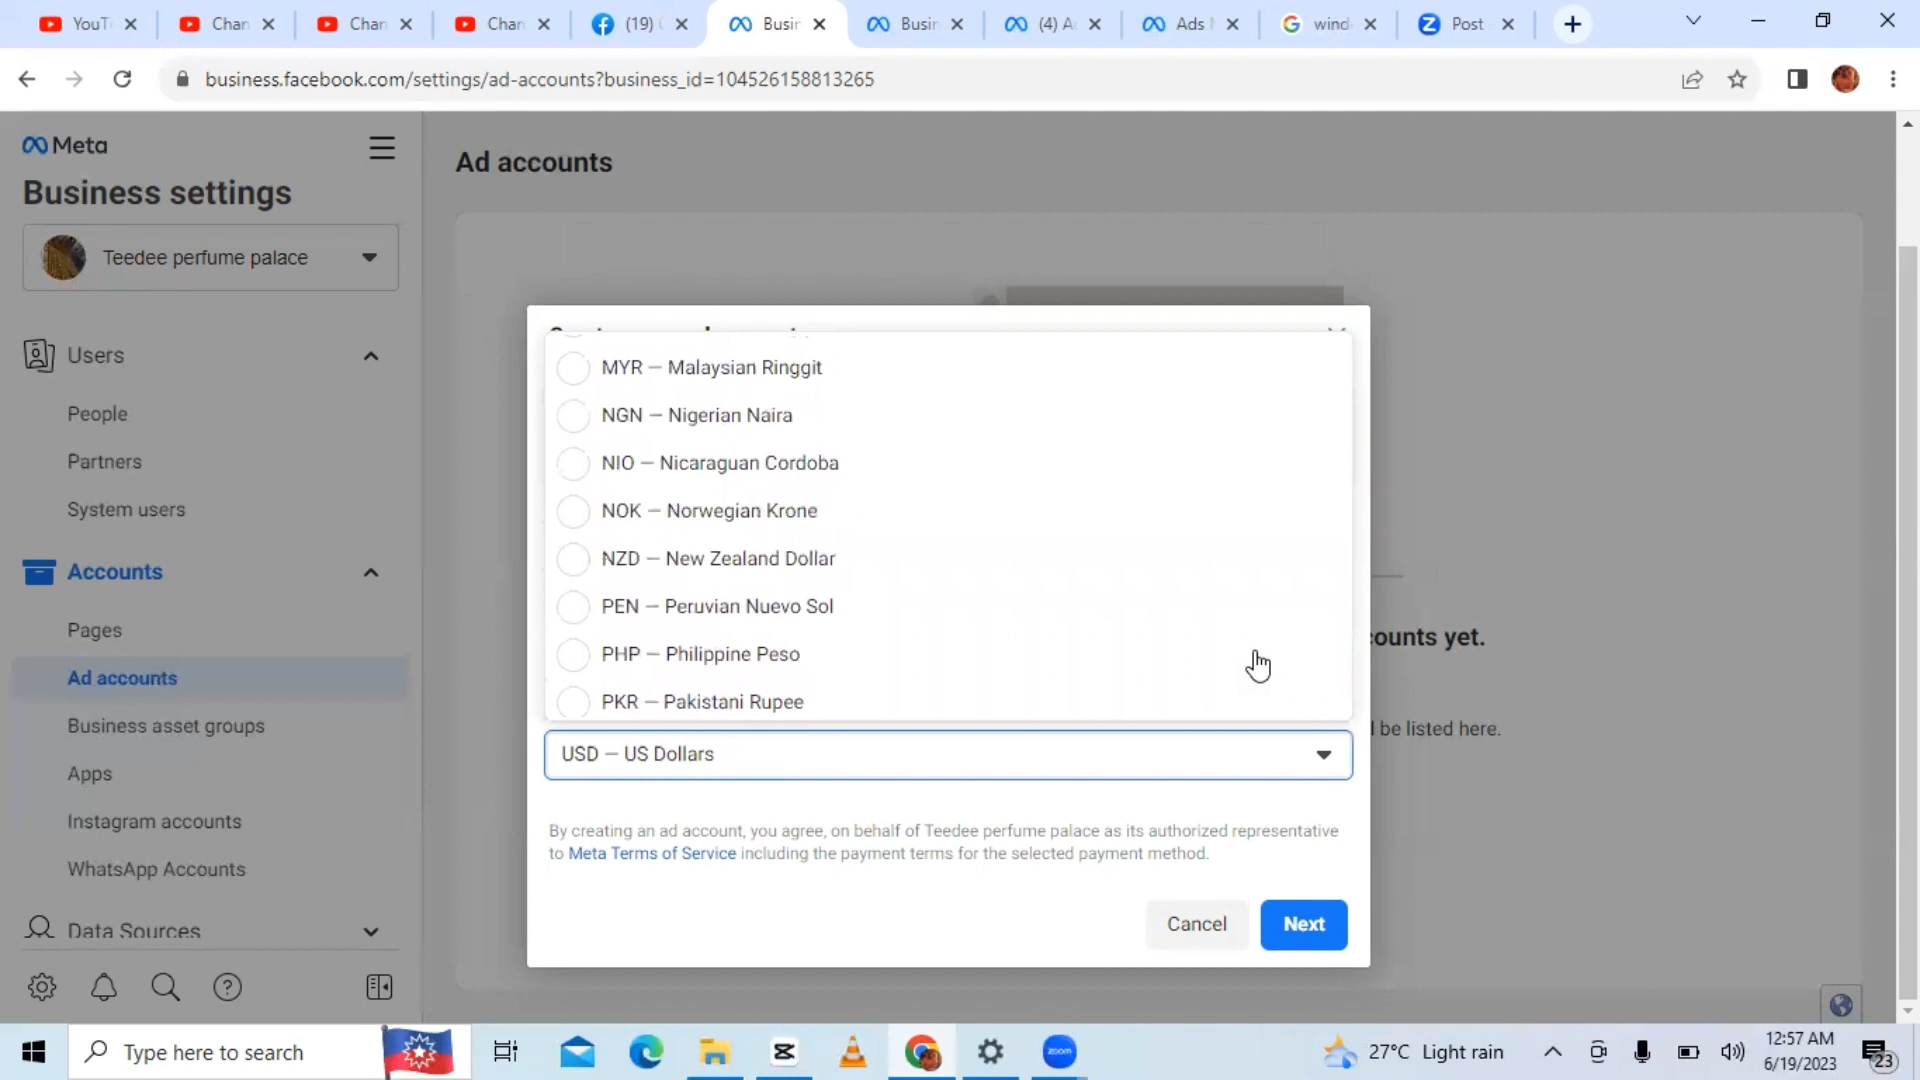 YouT
Chan
Chan
Chan
(19)
Busin
Busin
(4) A
Ads
wind
Post
business.facebook.com/settings/ad-accounts?business_id=104526158813265
Meta
Business settings
Teedee perfume palace
Users
People
Partners
System users
Accounts
Pages
Ad accounts
Business asset groups
Apps
Instagram accounts
WhatsApp Accounts
Data Sources
Ad accounts
MYR — Malaysian Ringgit
NGN — Nigerian Naira
NIO — Nicaraguan Cordoba
NOK — Norwegian Krone
NZD — New Zealand Dollar
PEN — Peruvian Nuevo Sol
PHP — Philippine Peso
PKR — Pakistani Rupee
counts yet.
be listed here.
USD — US Dollars
By creating an ad account, you agree, on behalf of Teedee perfume palace as its authorized representative
to Meta Terms of Service including the payment terms for the selected payment method.
Cancel
Next
Type here to search
zoom
27°C Light rain
12:57 AM
6/19/2023
23